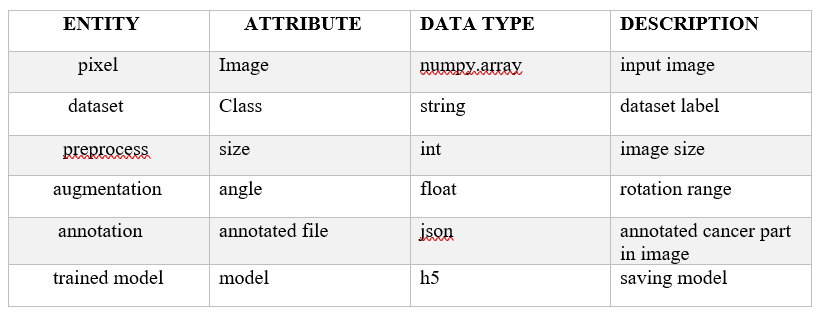 ENTITY ATTRIBUTE DATA TYPE DESCRIPTION
pixel Image numpy.array input image
dataset Class string dataset label
preprocess size int image size
augmentation angle float rotation range
annotation annotated file json annotated cancer part
in image
trained model model h5 saving model